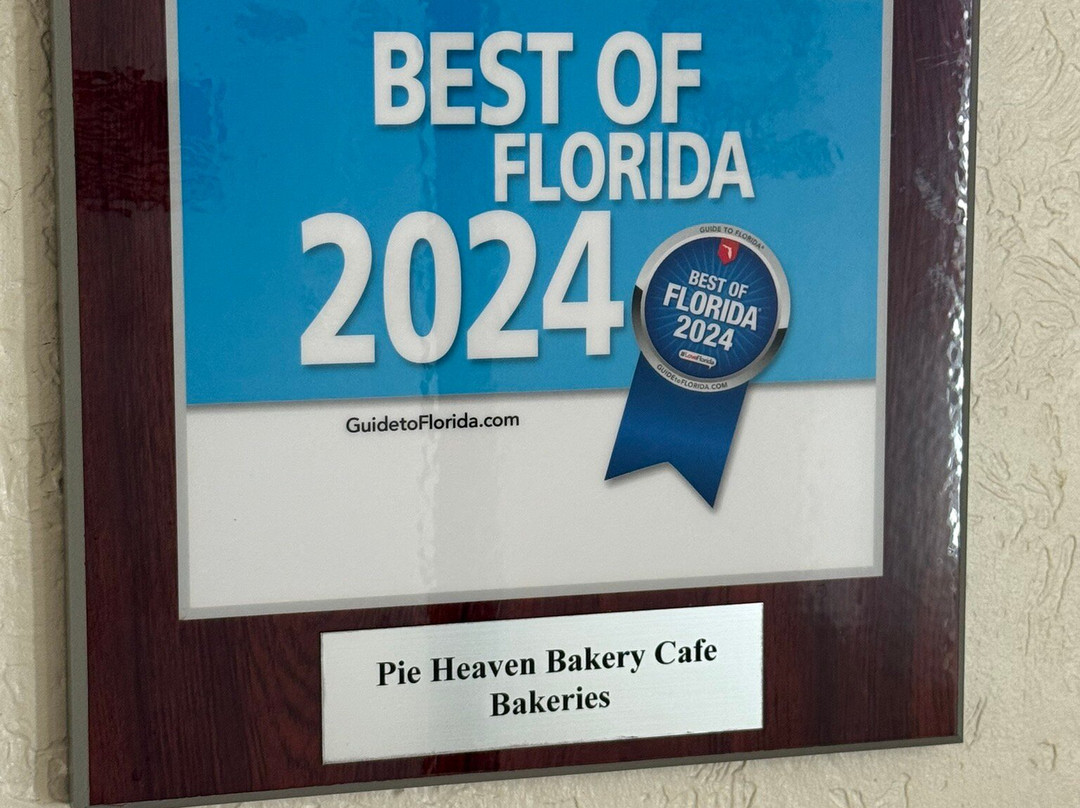 BEST OF
FLORIDA
2024
GUIDE TO FLORIDA®
BEST OF
FLORIDA
2024
#LoveFlorida
GUIDEtoFLORIDA.COM
GuidetoFlorida.com
Pie Heaven Bakery Cafe
Bakeries